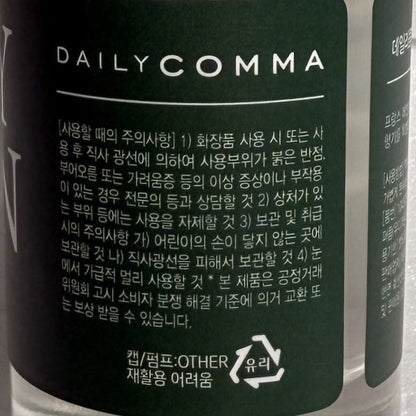 DAILYCOMMA
[사용할 때의 주의사항] 1) 화장품 사용 시 또는 사
용 후 직사 광선에 의하여 사용부위가 붉은 반점,
부어오름 또는 가려움증 등의 이상 증상이나 부작용
이 있는 경우 전문의 등과 상담할 것 2) 상처가 있
는 부위 등에는 사용을 자제할 것 3) 보관 및 취급
시의 주의사항 가) 어린이의 손이 닿지 않는 곳에
보관할 것 나) 직사광선을 피해서 보관할 것 4) 눈
에서 가급적 멀리 사용할 것 * 본 제품은 공정거래
위원회 고시 소비자 분쟁 해결 기준에 의거 교환 또
는 보상 받을 수 있습니다.
캡/펌프:OTHER
재활용 어려움
유리
Y
N